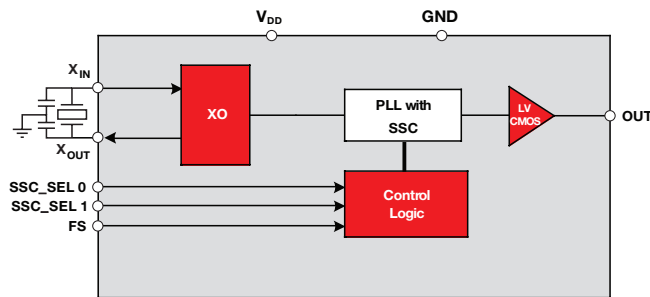 VDD
GND
XIN
XO
PLL with
SSC
LV
CMOS
OUT
XOUT
SSC_SEL 0
SSC_SEL 1
FS
Control
Logic